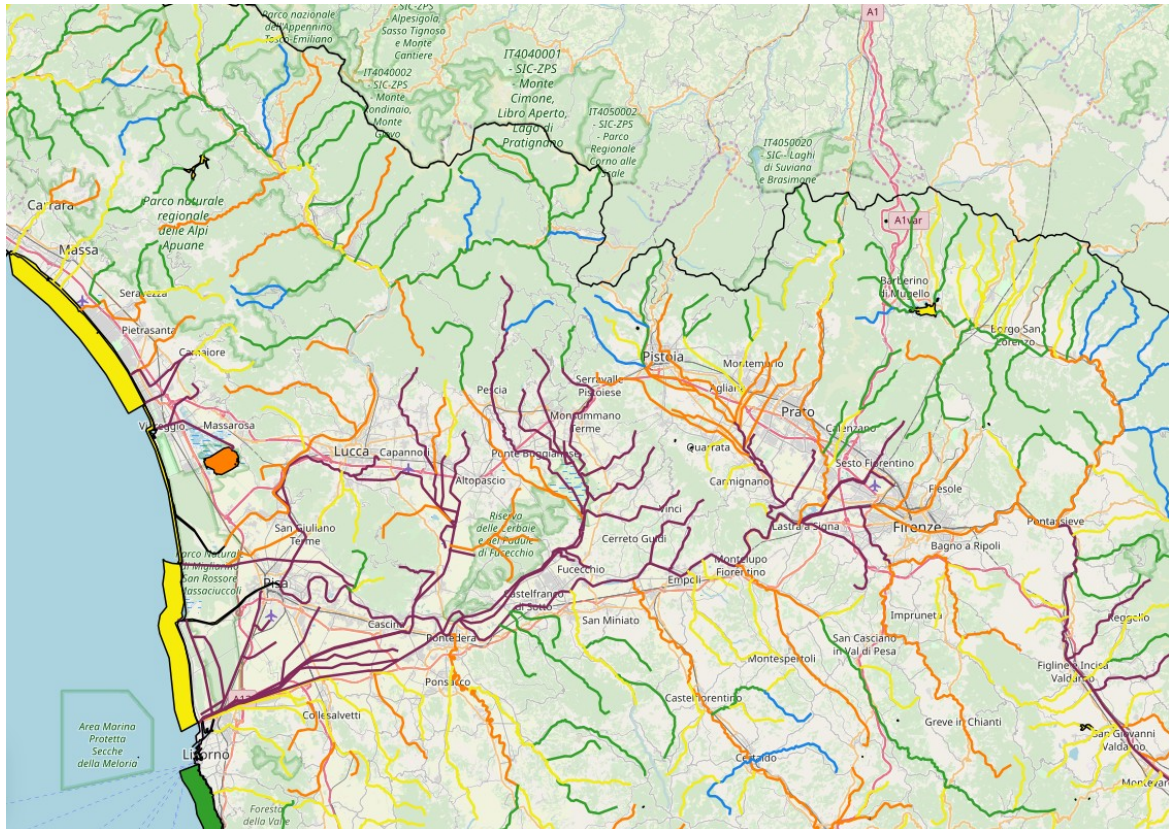 Parco nazionale
dell'Appennino
Tosco-Emiliano
- SIC-ZPS
- Alpesigola,
Sasso Tignoso
e Monte
Cantiere
IT4040001
- SIC-ZPS
- Monte
Cimone,
Libro Aperto,
Lago di
Pratignano
IT4040002
- SIC-ZPS
- Monte
Rondinaio,
Monte
Giovo
IT4050002
- SIC-ZPS
- Parco
Regionale
Corno alle
Scale
IT4050020
- SIC - Laghi
di Suviana
e Brasimone
A1
A1var
Carrara
Massa
Parco naturale
regionale
delle Alpi
Apuane
Seravezza
Pietrasanta
Camaiore
Viareggio
Massarosa
Barberino
di Mugello
Borgo San
Lorenzo
Pistoia
Serravalle
Pistoiese
Montemurlo
Agliana
Prato
Calenzano
Pescia
Monsummano
Terme
Ponte Buggianese
Quarrata
Carmignano
Sesto Fiorentino
Fiesole
Lucca
Capannori
Altopascio
Riserva
delle Cerbaie
e del Padule
di Fucecchio
Vinci
Cerreto Guidi
Lastra a Signa
Firenze
Bagno a Ripoli
Pontassieve
San Giuliano
Terme
Parco Naturale
di Migliarino
San Rossore
Massaciuccoli
Pisa
Cascina
Pontedera
Fucecchio
Castelfranco
di Sotto
San Miniato
Empoli
Montelupo
Fiorentino
Impruneta
Reggello
San Casciano
in Val di Pesa
Montespertoli
Figline e Incisa
Valdarno
Ponsacco
Collesalvetti
Castelfiorentino
Greve in Chianti
San Giovanni
Valdarno
Certaldo
Area Marina
Protetta
Secche
della Meloria
A12
Livorno
Foresta
della Valle